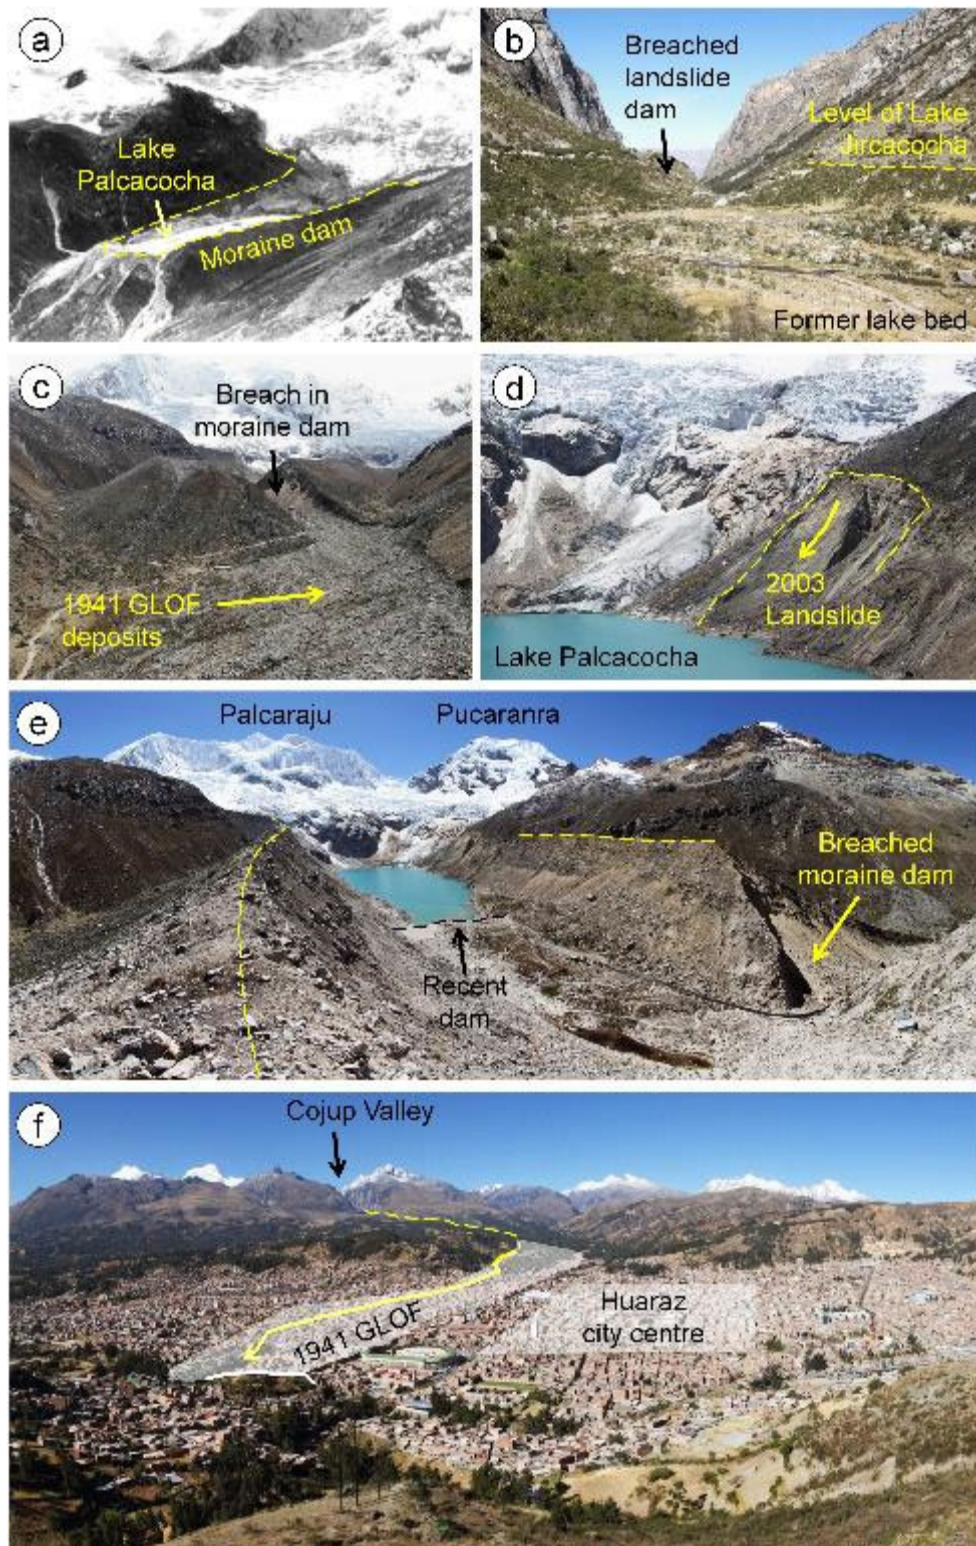 a
Lake
Palcacocha
Moraine dam
b
Breached
landslide
dam
Level of Lake
Jircacocha
Former lake bed
c
Breach in
moraine dam
1941 GLOF
deposits
d
2003
Landslide
Lake Palcacocha
e
Palcaraju
Pucaranra
Breached
moraine dam
Recent
dam
f
Cojup Valley
1941 GLOF
Huaraz
city centre